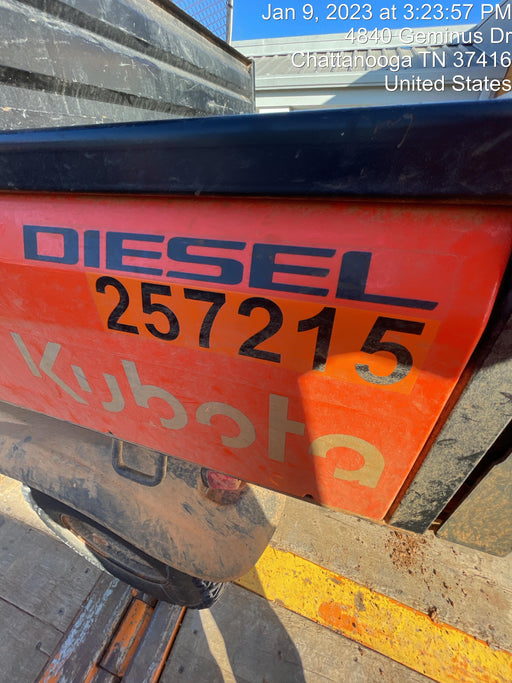 Jan 9, 2023 at 3:23:57 PM
4840 Geminus Dr
Chattanooga TN 37416
United States
DIESEL
257215
Kubota